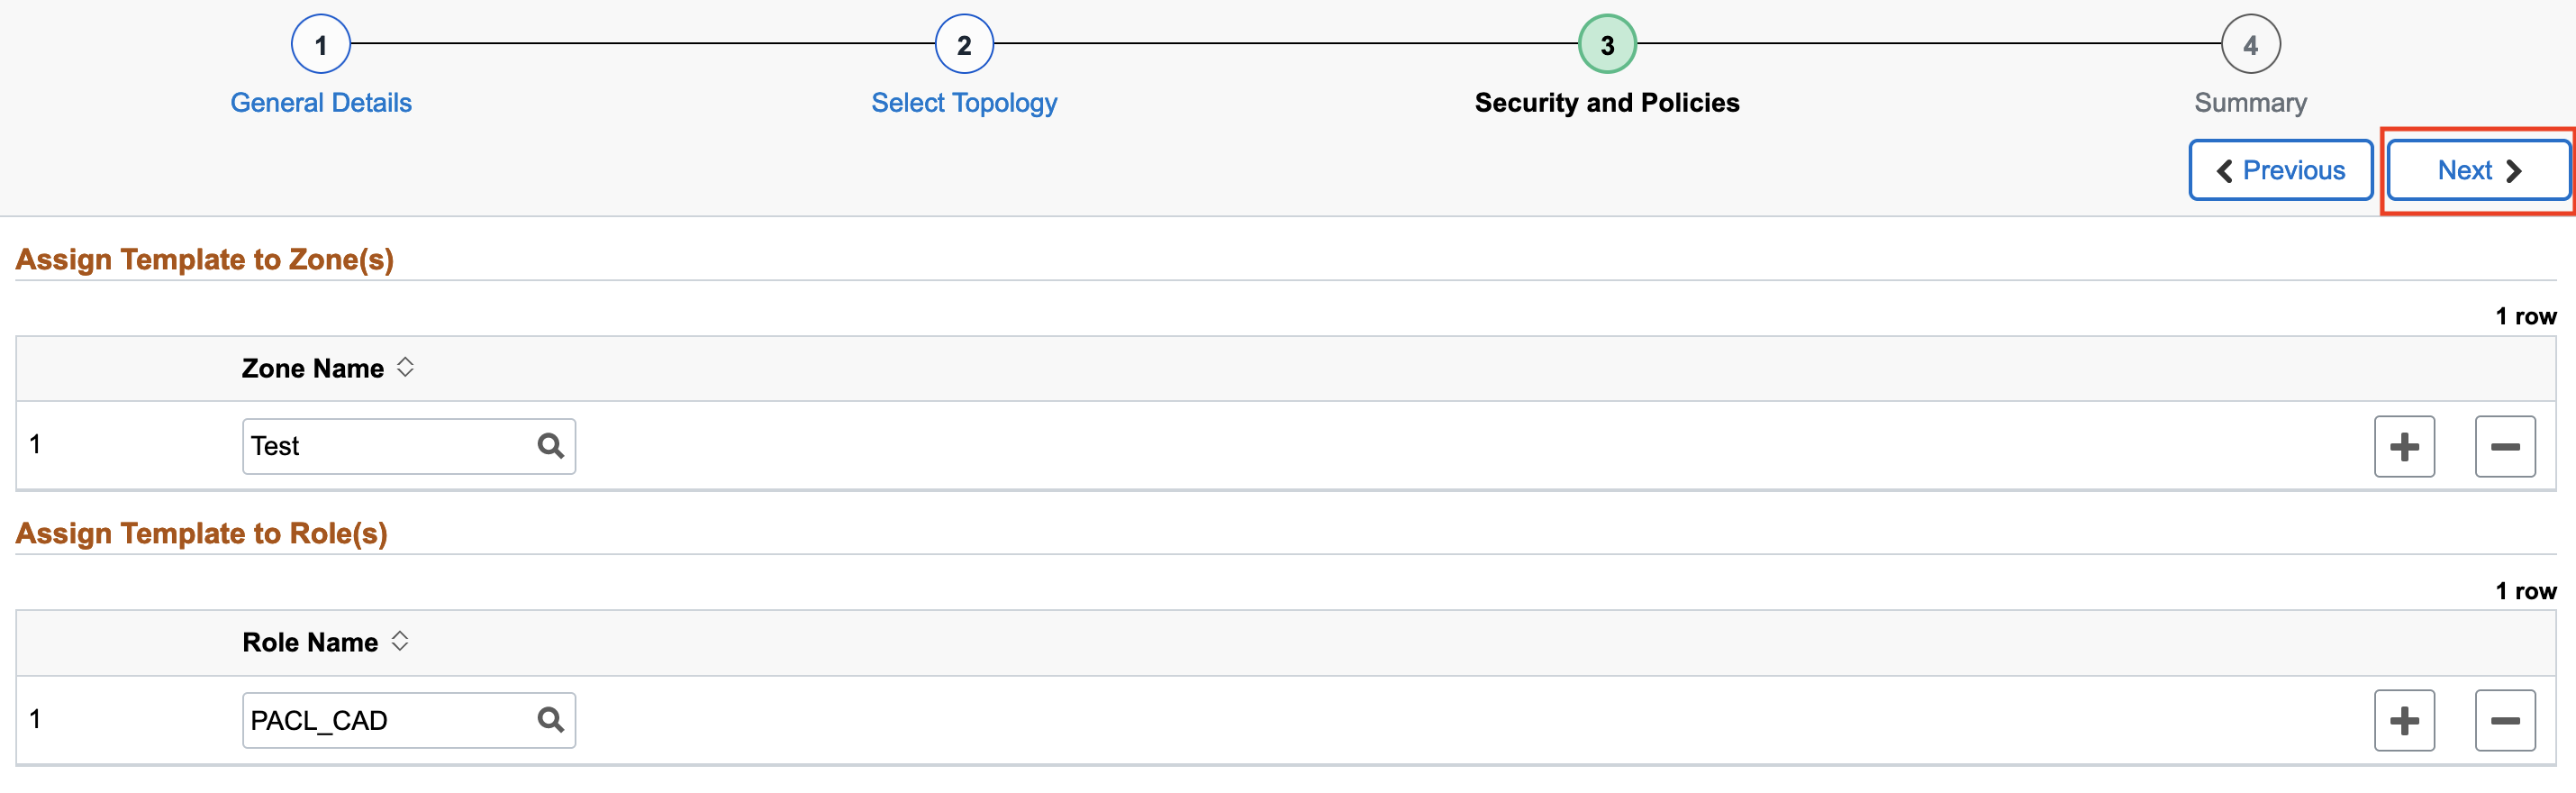 1 2 3 4
General Details Select Topology Security and Policies Summary
Previous Next
Assign Template to Zone(s)
1 row
Zone Name
1 Test
Assign Template to Role(s)
1 row
Role Name
1 PACL_CAD